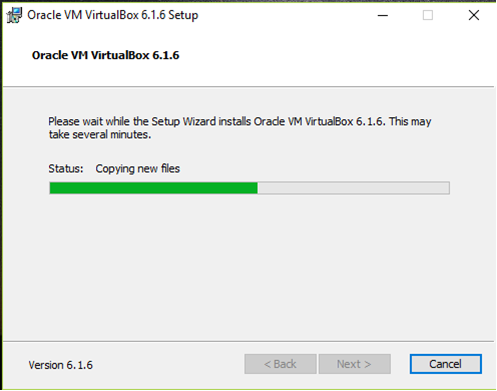 Oracle VM VirtualBox 6.1.6 Setup
Oracle VM VirtualBox 6.1.6
Please wait while the Setup Wizard installs Oracle VM VirtualBox 6.1.6. This may
take several minutes.
Status: Copying new files
Version 6.1.6
< Back Next > Cancel